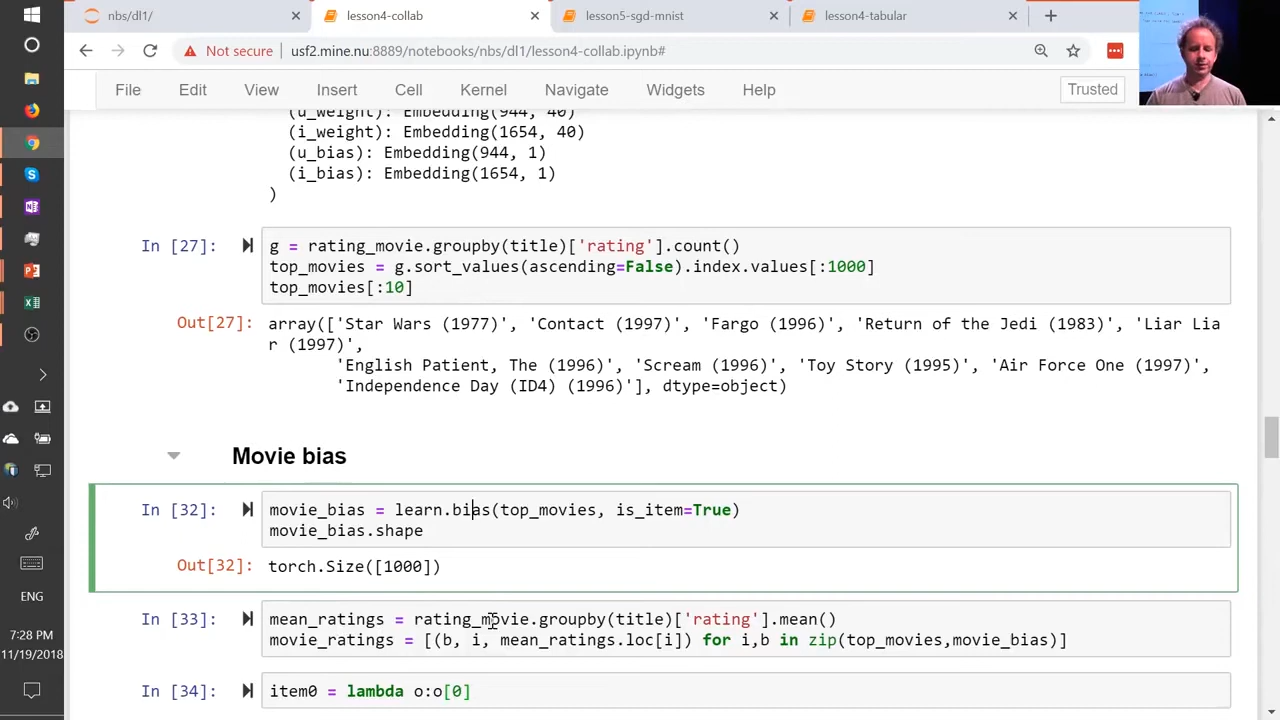 nbs/dl1/
lesson4-collab
lesson5-sgd-mnist
lesson4-tabular
Not secure
usf2.mine.nu:8889/notebooks/nbs/dl1/lesson4-collab.ipynb#
File Edit View Insert Cell Kernel Navigate Widgets Help
Trusted
(u_weight): Embedding(944, 40)
(i_weight): Embedding(1654, 40)
(u_bias): Embedding(944, 1)
(i_bias): Embedding(1654, 1)
)
In [27]:
g = rating_movie.groupby(title)['rating'].count()
top_movies = g.sort_values(ascending=False).index.values[:1000]
top_movies[:10]
Out[27]:
array(['Star Wars (1977)', 'Contact (1997)', 'Fargo (1996)', 'Return of the Jedi (1983)', 'Liar Lia
r (1997)',
'English Patient, The (1996)', 'Scream (1996)', 'Toy Story (1995)', 'Air Force One (1997)',
'Independence Day (ID4) (1996)'], dtype=object)
Movie bias
In [32]:
movie_bias = learn.bias(top_movies, is_item=True)
movie_bias.shape
Out[32]:
torch.Size([1000])
In [33]:
mean_ratings = rating_movie.groupby(title)['rating'].mean()
movie_ratings = [(b, i, mean_ratings.loc[i]) for i,b in zip(top_movies,movie_bias)]
In [34]:
item0 = lambda o:o[0]
ENG
7:28 PM
11/19/2018